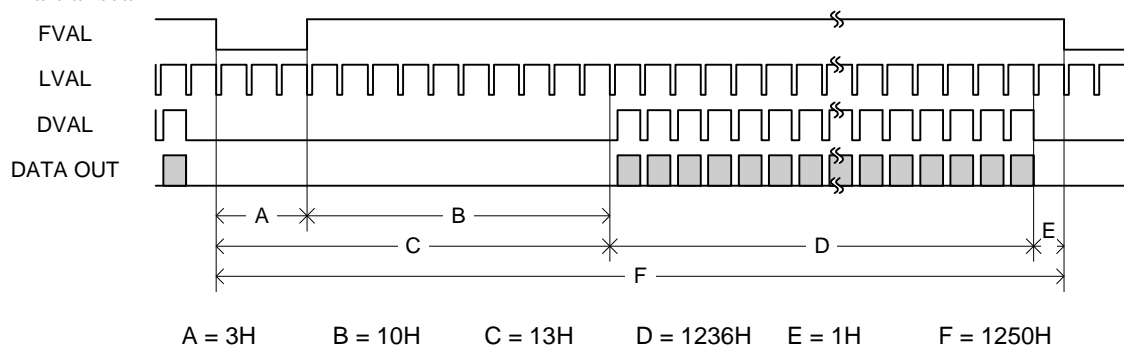 FVAL
LVAL
DVAL
DATA OUT
A
B
E
C
D
F
A = 3H B = 10H C = 13H D = 1236H E = 1H F = 1250H